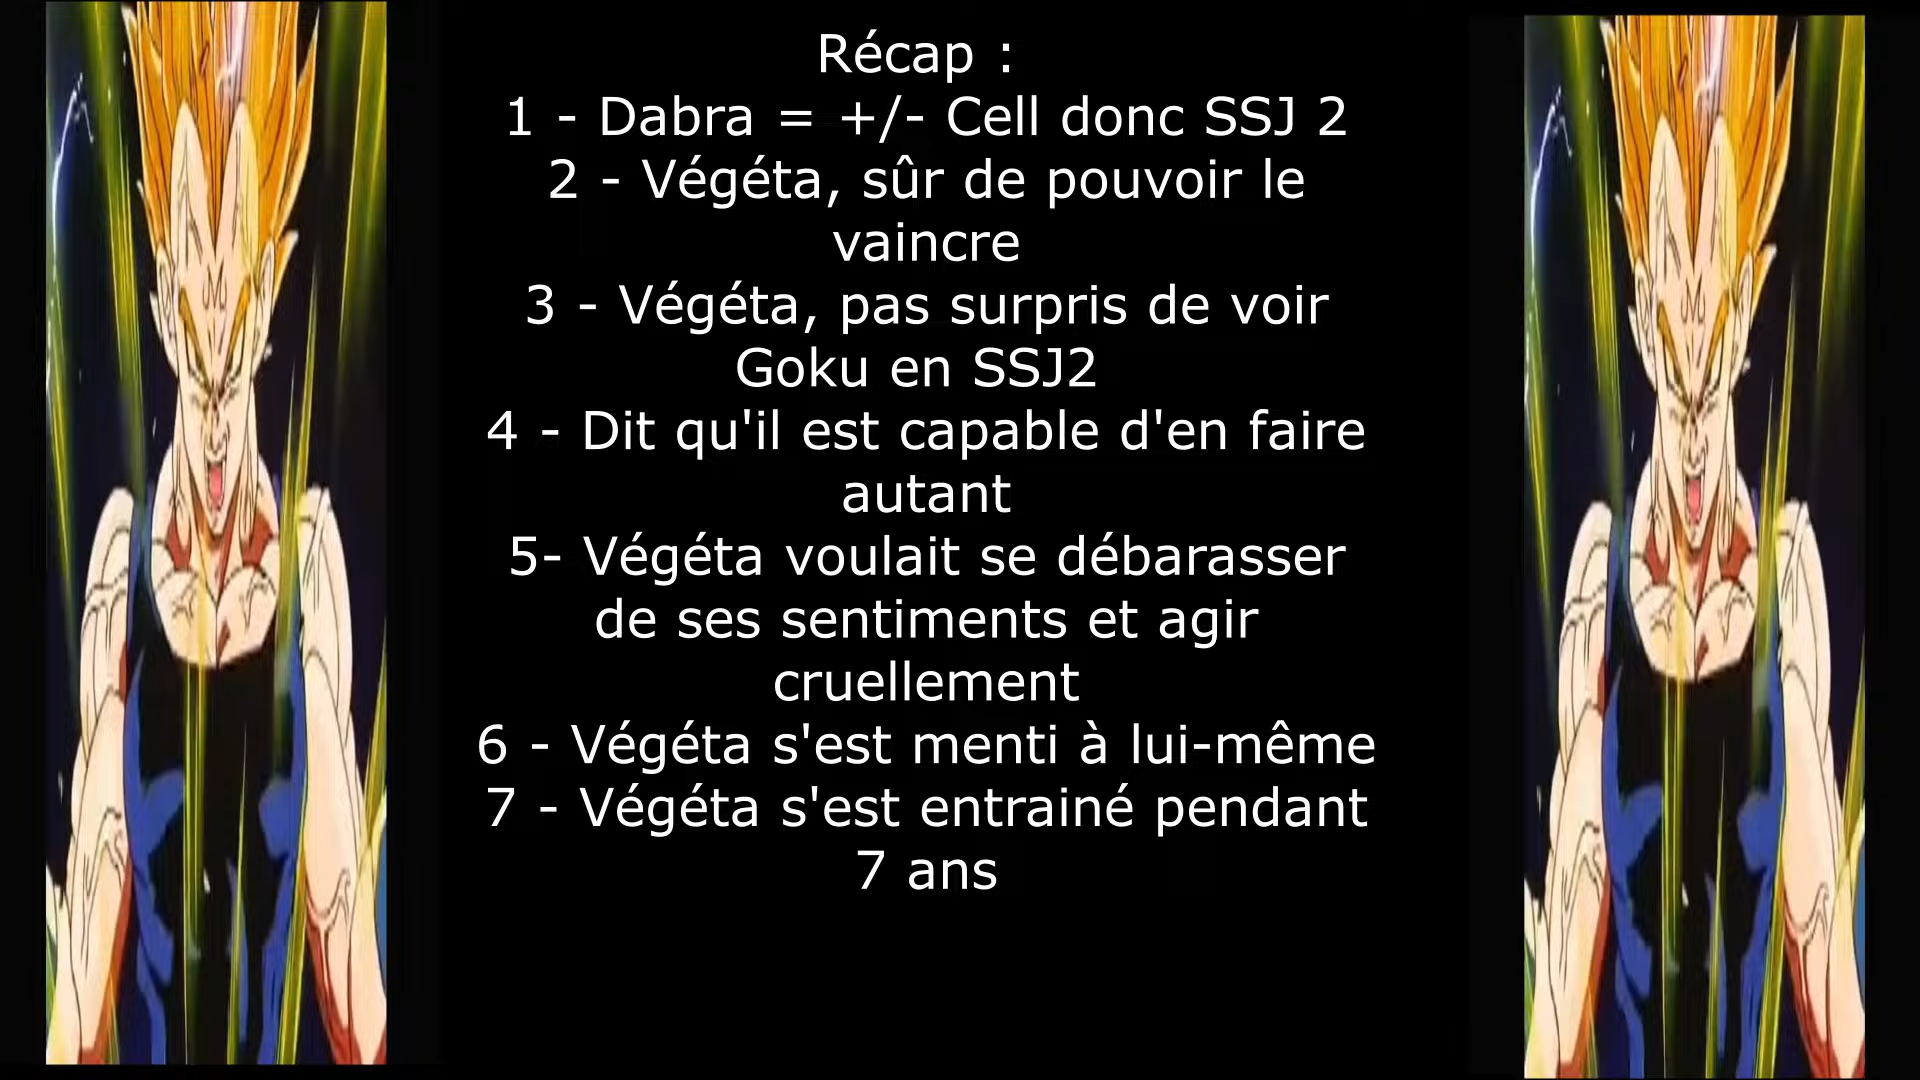 Récap :
1 - Dabra = +/- Cell donc SSJ 2
2 - Végéta, sûr de pouvoir le
vaincre
3 - Végéta, pas surpris de voir
Goku en SSJ2
4 - Dit qu'il est capable d'en faire
autant
5- Végéta voulait se débarasser
de ses sentiments et agir
cruellement
6 - Végéta s'est menti à lui-même
7 - Végéta s'est entrainé pendant
7 ans